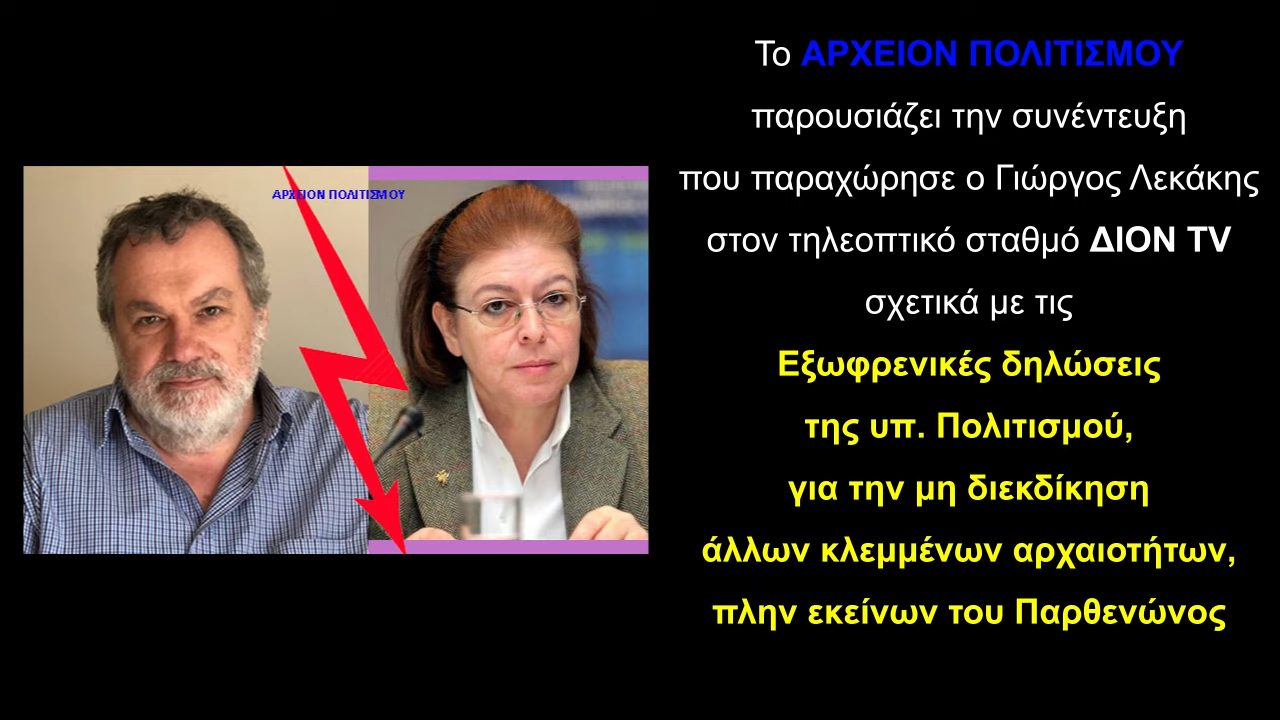 ΑΡΧΕΙΟΝ ΠΟΛΙΤΙΣΜΟΥ
Το ΑΡΧΕΙΟΝ ΠΟΛΙΤΙΣΜΟΥ
παρουσιάζει την συνέντευξη
που παραχώρησε ο Γιώργος Λεκάκης
στον τηλεοπτικό σταθμό ΔΙΟΝ TV
σχετικά με τις
Εξωφρενικές δηλώσεις
της υπ. Πολιτισμού,
για την μη διεκδίκηση
άλλων κλεμμένων αρχαιοτήτων,
πλην εκείνων του Παρθενώνος